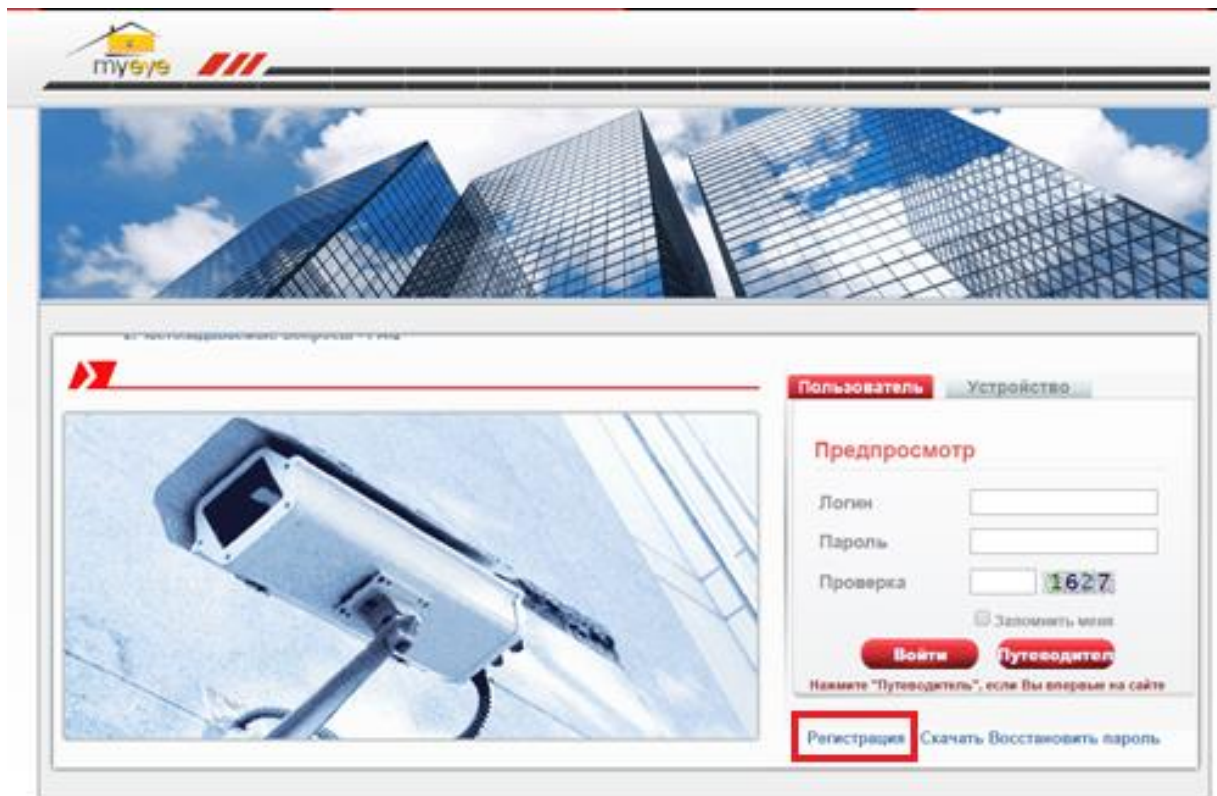 myeye
Пользователь Устройство
Предпросмотр
Логин
Пароль
Проверка 1627
Запомнить меня
Войти Путеводител
Нажмите "Путеводитель", если Вы впервые на сайте
Регистрация Скачать Восстановить пароль